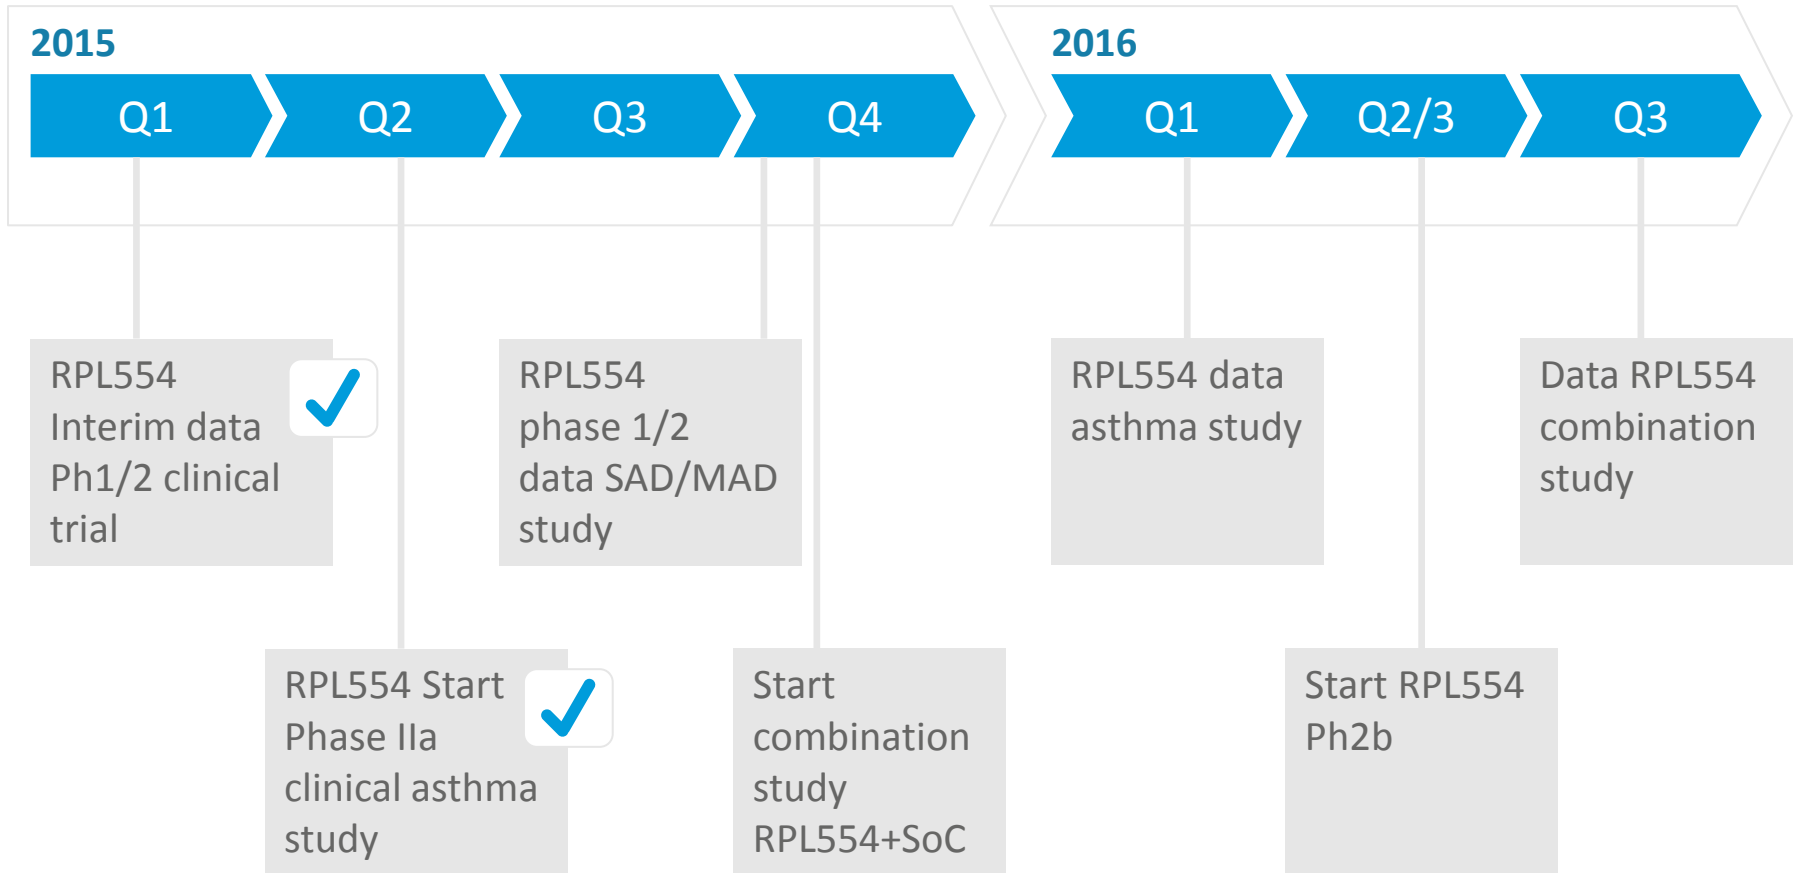 2015
2016
Q1
Q2
Q3
Q4
Q1
Q2/3
Q3
RPL554
Interim data
Ph1/2 clinical
trial
RPL554
phase 1/2
data SAD/MAD
study
RPL554 data
asthma study
Data RPL554
combination
study
RPL554 Start
Phase IIa
clinical asthma
study
Start
combination
study
RPL554+SoC
Start RPL554
Ph2b